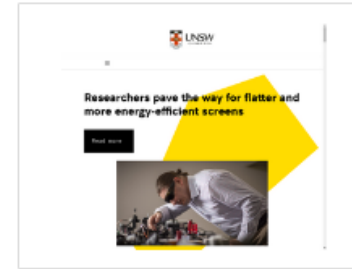 UNSW
Researchers pave the way for flatter and
more energy-efficient screens
Read more